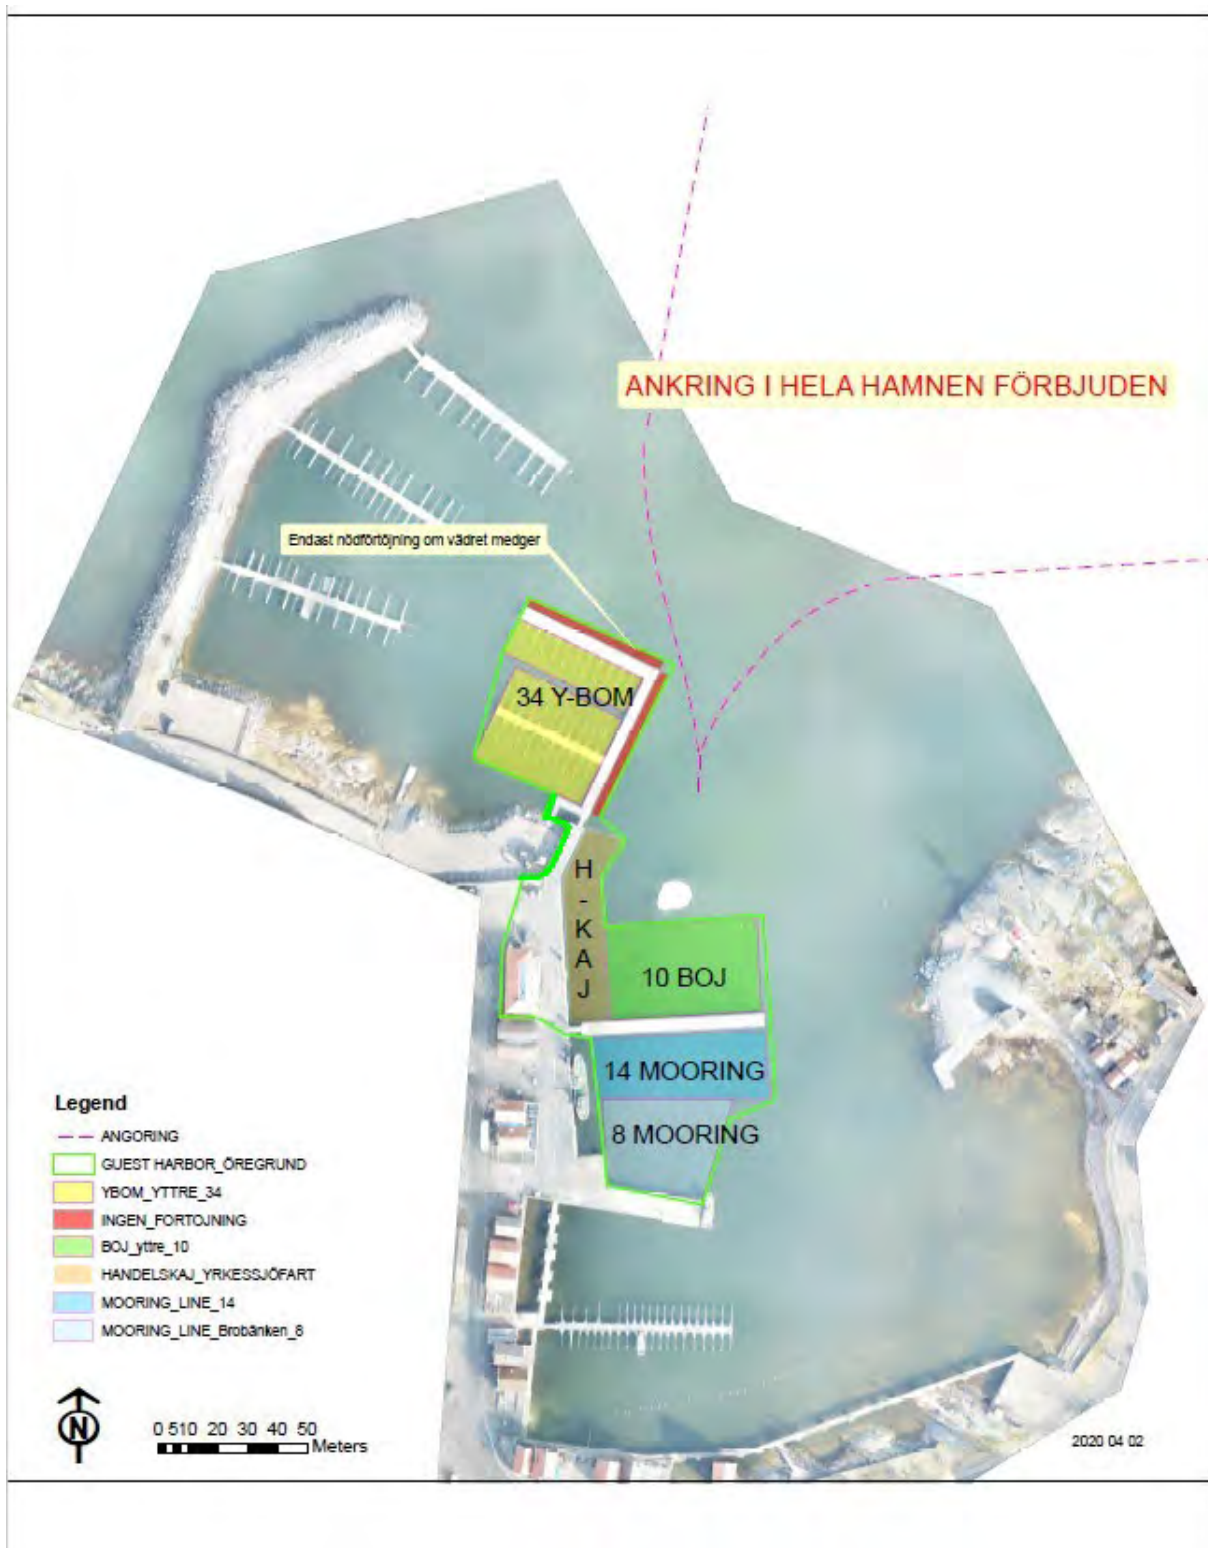 ANKRING I HELA HAMNEN FÖRBJUDEN
Endast nödförtöjning om vädret medger
34 Y-BOM
H
-
K
A
J
10 BOJ
14 MOORING
8 MOORING
Legend
ANGORING
GUEST HARBOR_ÖREGRUND
YBOM_YTTRE_34
INGEN_FORTOJNING
BOJ_yttre_10
HANDELSKAJ_YRKESSJÖFART
MOORING_LINE_14
MOORING_LINE_Brobänken_8
N
0 510 20 30 40 50
Meters
2020 04 02